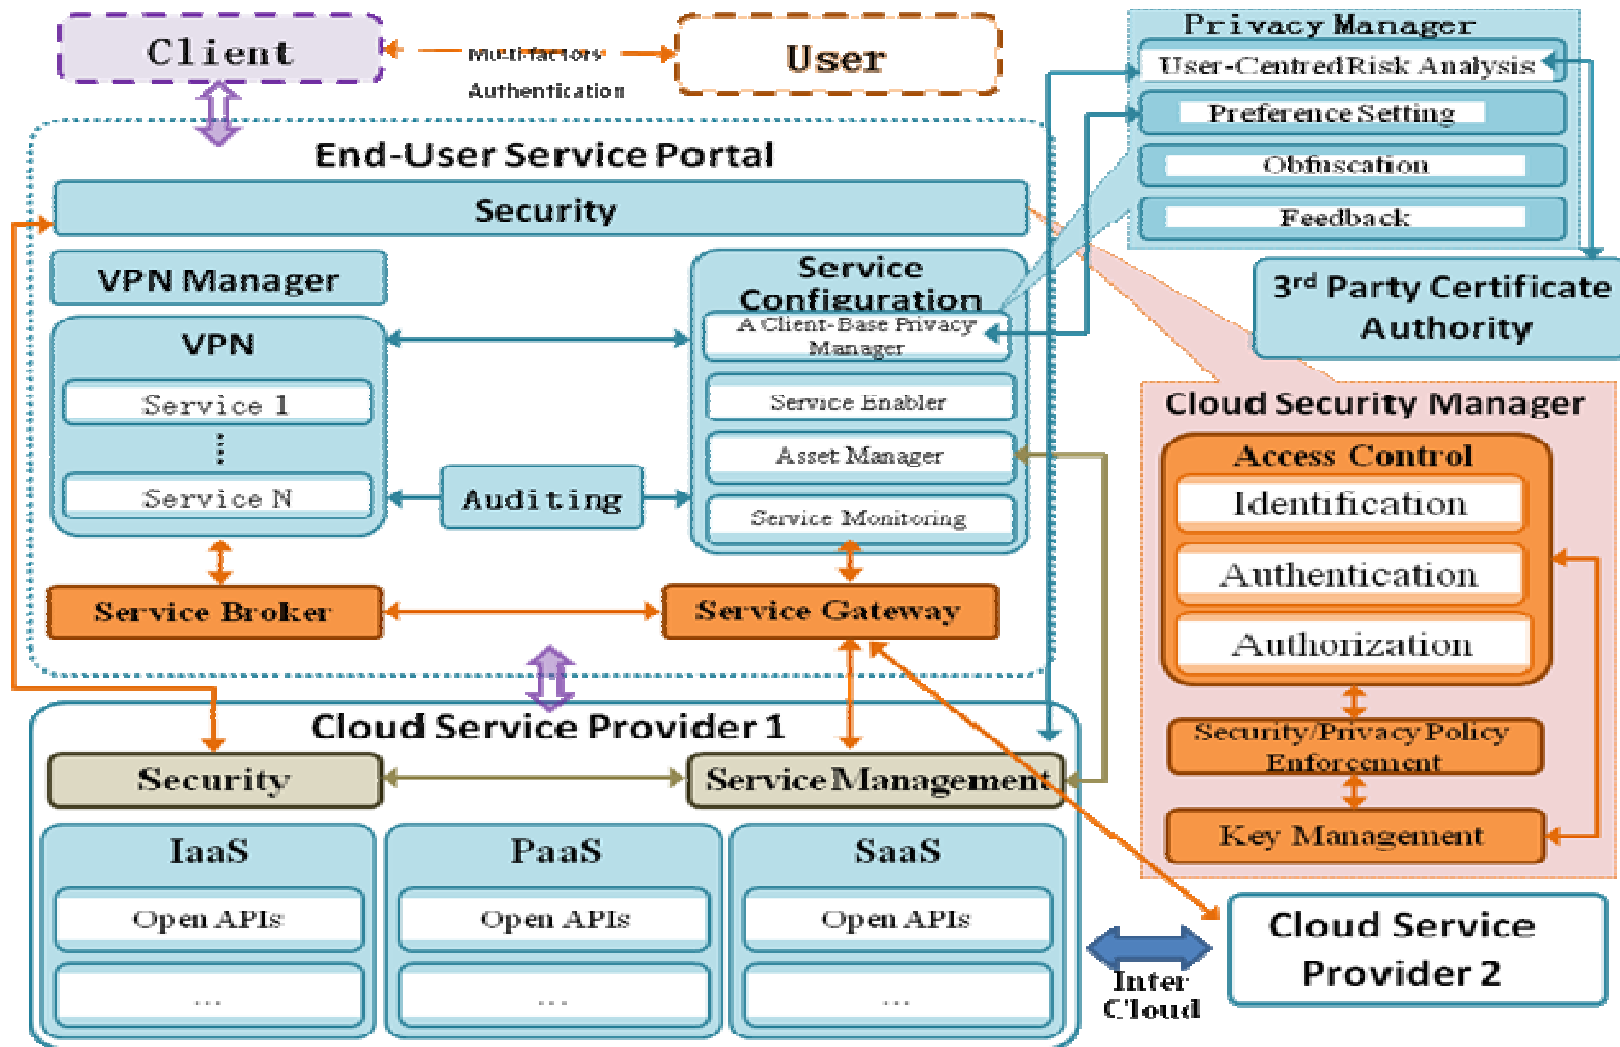 Client
Multi-factors
Authentication
User
End-User Service Portal
Security
VPN Manager
VPN
Service 1
Service N
Auditing
Service
Configuration
A Client-Base Privacy
Manager
Service Enabler
Asset Manager
Service Monitoring
Service Broker
Service Gateway
Privacy Manager
User-Centred Risk Analysis
Preference Setting
Obfuscation
Feedback
3rd Party Certificate
Authority
Cloud Security Manager
Access Control
Identification
Authentication
Authorization
Security/Privacy Policy
Enforcement
Key Management
Cloud Service Provider 1
Security
Service Management
IaaS
Open APIs
...
PaaS
Open APIs
...
SaaS
Open APIs
...
Inter
Cloud
Cloud Service
Provider 2